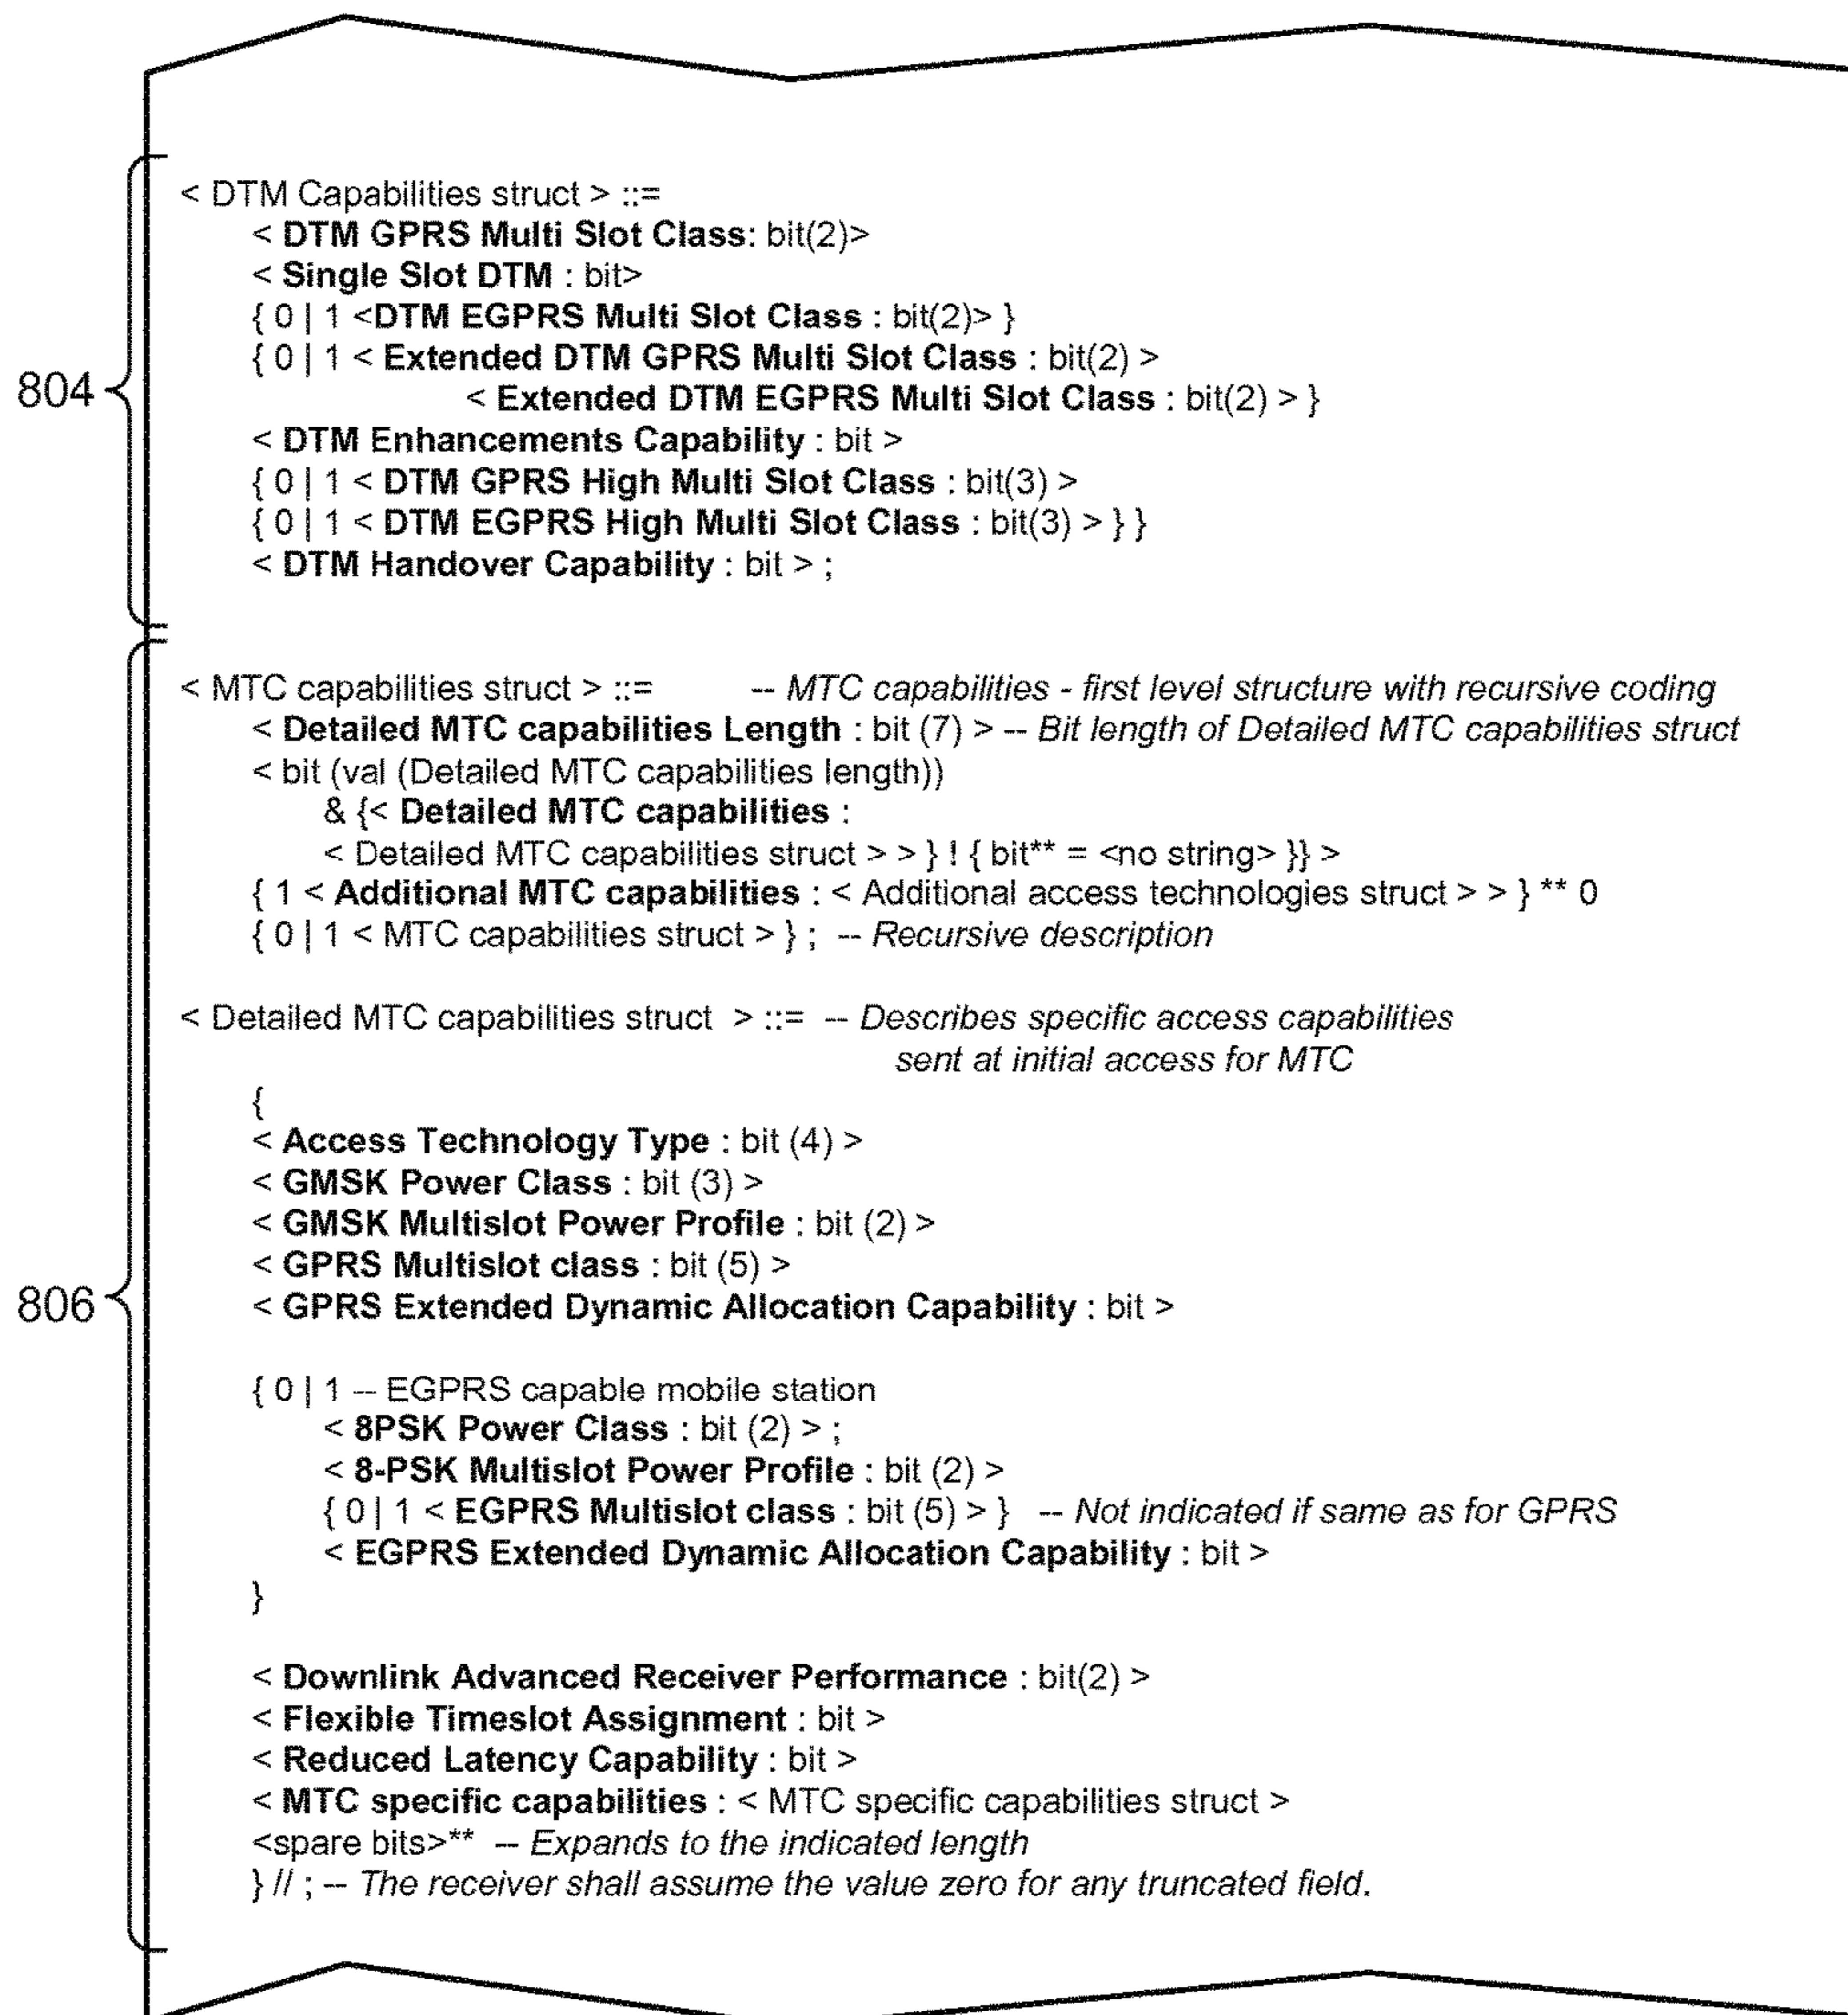 < DTM Capabilities struct > ::=
< DTM GPRS Multi Slot Class: bit(2)>
< Single Slot DTM : bit>
{ 0 | 1 <DTM EGPRS Multi Slot Class : bit(2)> }
{ 0 | 1 < Extended DTM GPRS Multi Slot Class : bit(2) >
804
< Extended DTM EGPRS Multi Slot Class : bit(2) > }
< DTM Enhancements Capability : bit >
{ 0 | 1 < DTM GPRS High Multi Slot Class : bit(3) >
{ 0 | 1 < DTM EGPRS High Multi Slot Class : bit(3) > } }
< DTM Handover Capability : bit > ;
< MTC capabilities struct > ::= -- MTC capabilities - first level structure with recursive coding
< Detailed MTC capabilities Length : bit (7) > -- Bit length of Detailed MTC capabilities struct
< bit (val (Detailed MTC capabilities length))
& {< Detailed MTC capabilities :
< Detailed MTC capabilities struct > > } ! { bit** = <no string> }} >
{ 1 < Additional MTC capabilities : < Additional access technologies struct > > } ** 0
{ 0 | 1 < MTC capabilities struct > } ; -- Recursive description
< Detailed MTC capabilities struct > ::= -- Describes specific access capabilities
sent at initial access for MTC
{
< Access Technology Type : bit (4) >
< GMSK Power Class : bit (3) >
< GMSK Multislot Power Profile : bit (2) >
< GPRS Multislot class : bit (5) >
806
< GPRS Extended Dynamic Allocation Capability : bit >
{ 0 | 1 -- EGPRS capable mobile station
< 8PSK Power Class : bit (2) > ;
< 8-PSK Multislot Power Profile : bit (2) >
{ 0 | 1 < EGPRS Multislot class : bit (5) > } -- Not indicated if same as for GPRS
< EGPRS Extended Dynamic Allocation Capability : bit >
}
< Downlink Advanced Receiver Performance : bit(2) >
< Flexible Timeslot Assignment : bit >
< Reduced Latency Capability : bit >
< MTC specific capabilities : < MTC specific capabilities struct >
<spare bits>** -- Expands to the indicated length
} // ; -- The receiver shall assume the value zero for any truncated field.